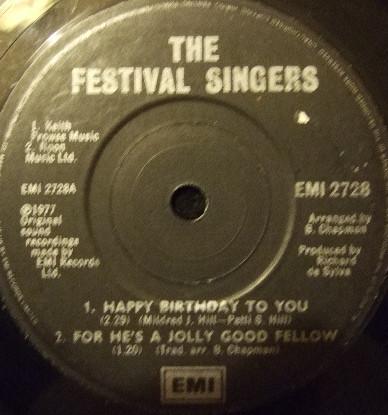 THE
FESTIVAL SINGERS
1. Keith
Prowse Music
2. Noon
Music Ltd.
EMI 2728A
EMI 2728
℗1977
Original
sound
recordings
made by
EMI Records
Ltd.
Arranged by
B. Chapman
Produced by
Richard
de Sylva
1. HAPPY BIRTHDAY TO YOU
(2.29) (Mildred J. Hill-Patti S. Hill)
2. FOR HE'S A JOLLY GOOD FELLOW
(1.20) (Trad. arr B. Chapman)
EMI